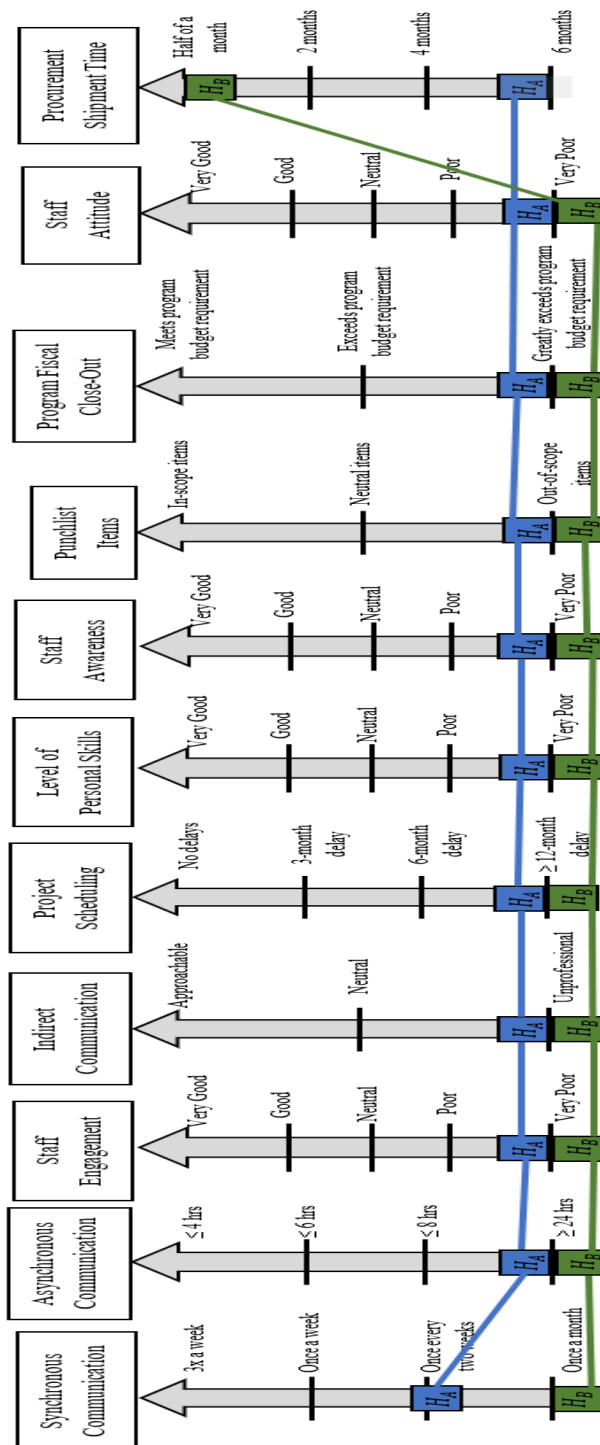 Synchronous
Communication
3x a week
Once a week
Once every
two weeks
H_A
Once a month
H_B
Asynchronous
Communication
≤ 4 hrs
≤ 6 hrs
≤ 8 hrs
H_A
≥ 24 hrs
H_B
Staff
Engagement
Very Good
Good
Neutral
Poor
H_A
Very Poor
H_B
Indirect
Communication
Approachable
Neutral
H_A
Unprofessional
H_B
Project
Scheduling
No delays
3-month
delay
6-month
delay
H_A
≥ 12-month
delay
H_B
Level of
Personal Skills
Very Good
Good
Neutral
Poor
H_A
Very Poor
H_B
Staff
Awareness
Very Good
Good
Neutral
Poor
H_A
Very Poor
H_B
Punchlist
Items
In-scope items
Neutral items
H_A
Out-of-scope
items
H_B
Program Fiscal
Close-Out
Meets program
budget requirement
Exceeds program
budget requirement
H_A
Greatly exceeds program
budget requirement
H_B
Staff
Attitude
Very Good
Good
Neutral
Poor
H_A
Very Poor
H_B
Procurement
Shipment Time
Half of a
month
H_B
2 months
4 months
H_A
6 months